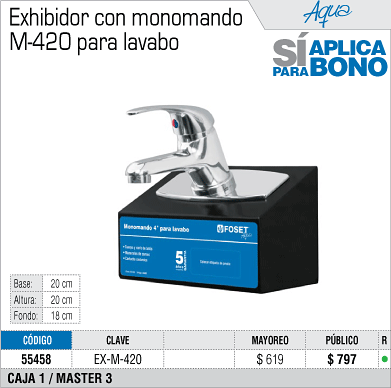 Exhibidor con monomando
M-420 para lavabo
Aqua
SÍ APLICA
PARA BONO
Monomando 4" para lavabo
FOSET
5
Base: 20 cm
Altura: 20 cm
Fondo: 18 cm
CÓDIGO CLAVE MAYOREO PÚBLICO R
55458 EX-M-420 $ 619 $ 797
CAJA 1 / MASTER 3